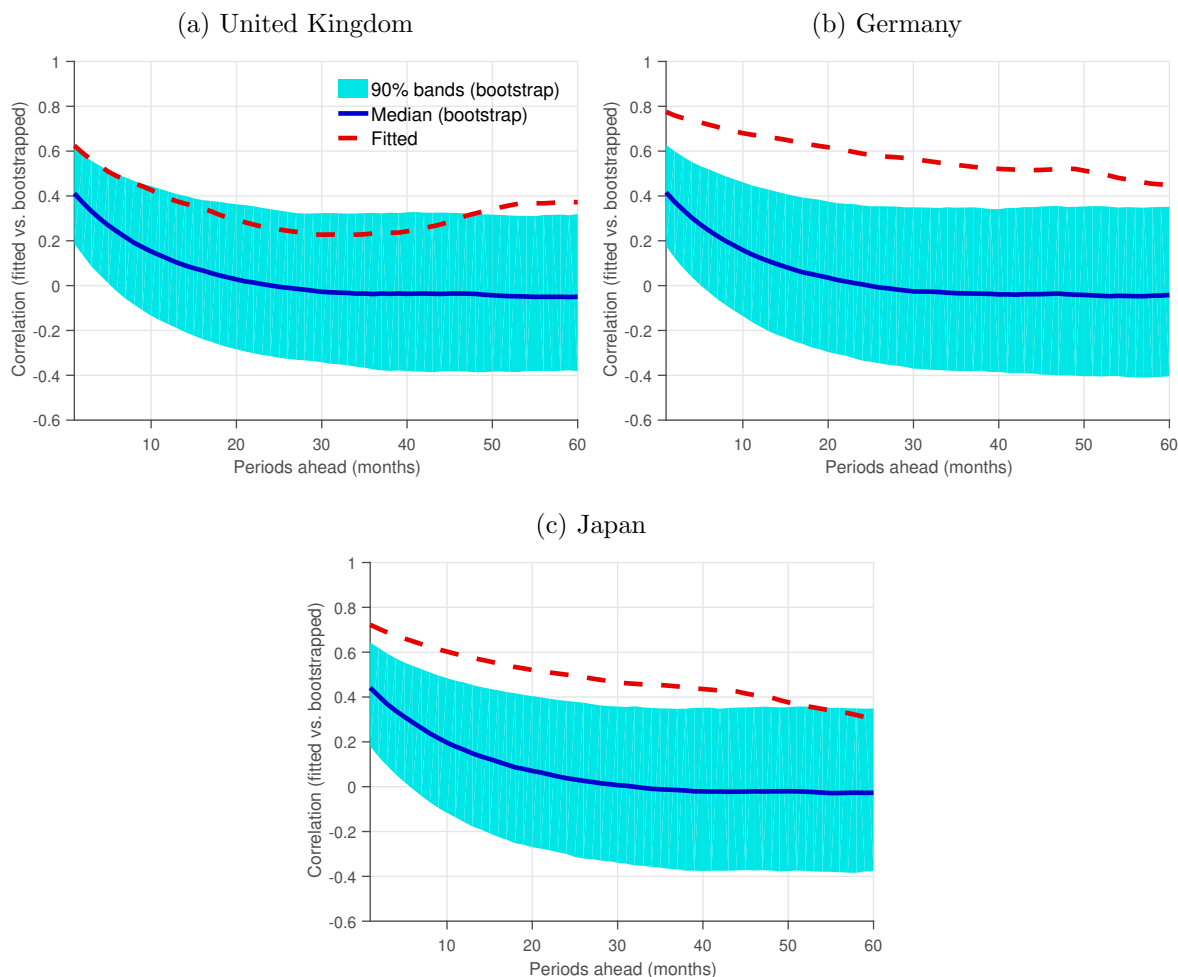 (a) United Kingdom
1
0.8
0.6
0.4
0.2
0
-0.2
-0.4
-0.6
Correlation (fitted vs. bootstrapped)
90% bands (bootstrap)
Median (bootstrap)
Fitted
10 20 30 40 50 60
Periods ahead (months)
(b) Germany
1
0.8
0.6
0.4
0.2
0
-0.2
-0.4
-0.6
Correlation (fitted vs. bootstrapped)
10 20 30 40 50 60
Periods ahead (months)
(c) Japan
1
0.8
0.6
0.4
0.2
0
-0.2
-0.4
-0.6
Correlation (fitted vs. bootstrapped)
10 20 30 40 50 60
Periods ahead (months)